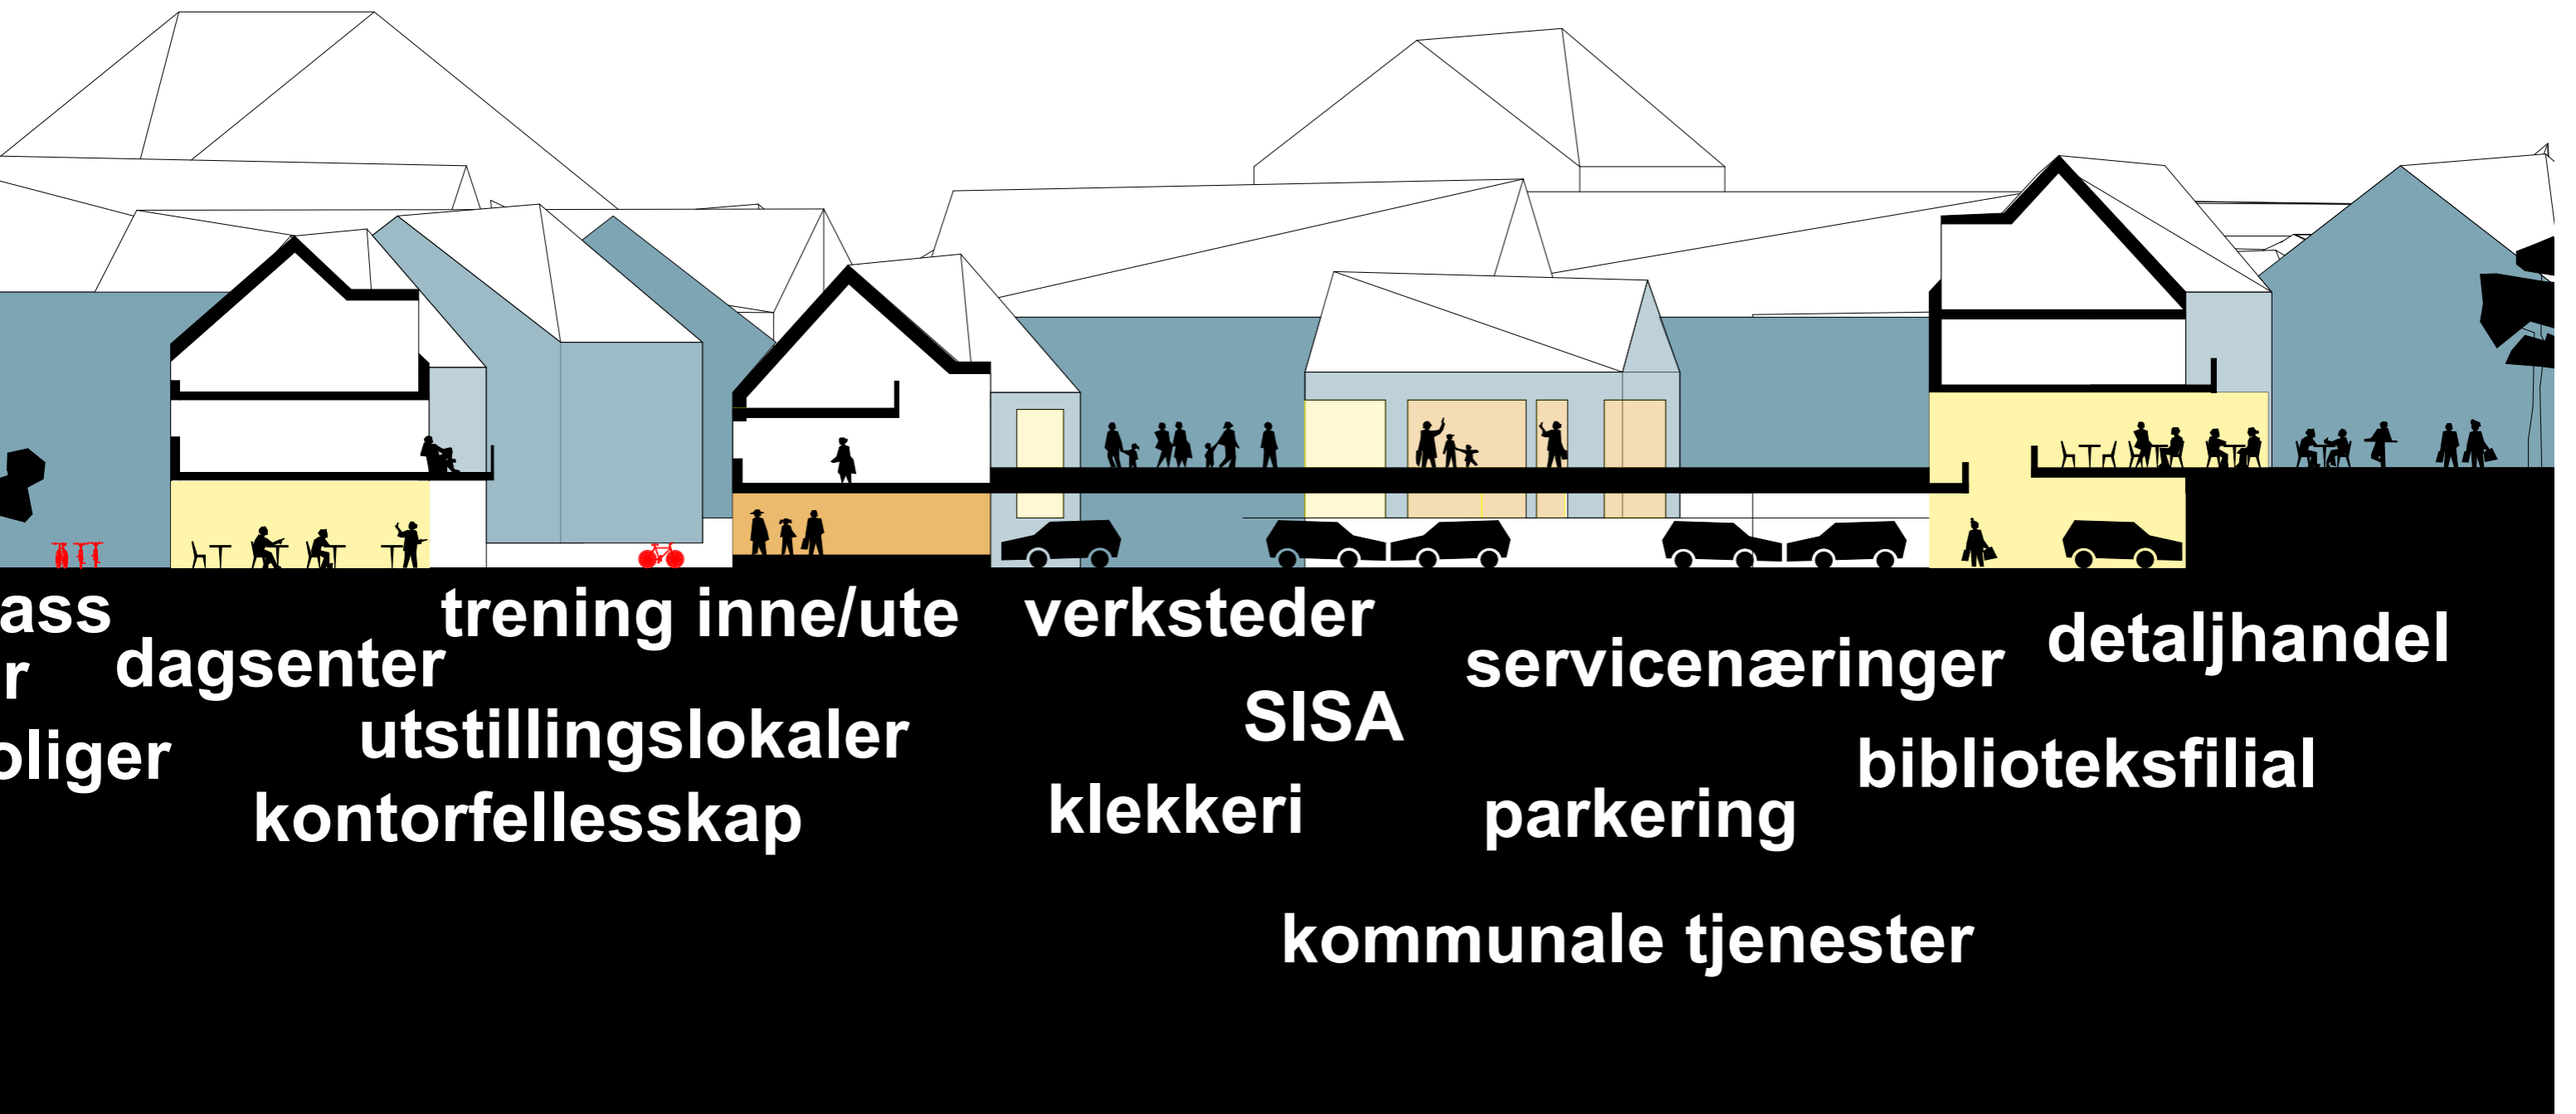 ass
trening inne/ute
verksteder
detaljhandel
r
dagsenter
servicenæringer
SISA
utstillingslokaler
oliger
biblioteksfilial
kontorfellesskap
klekkeri
parkering
kommunale tjenester